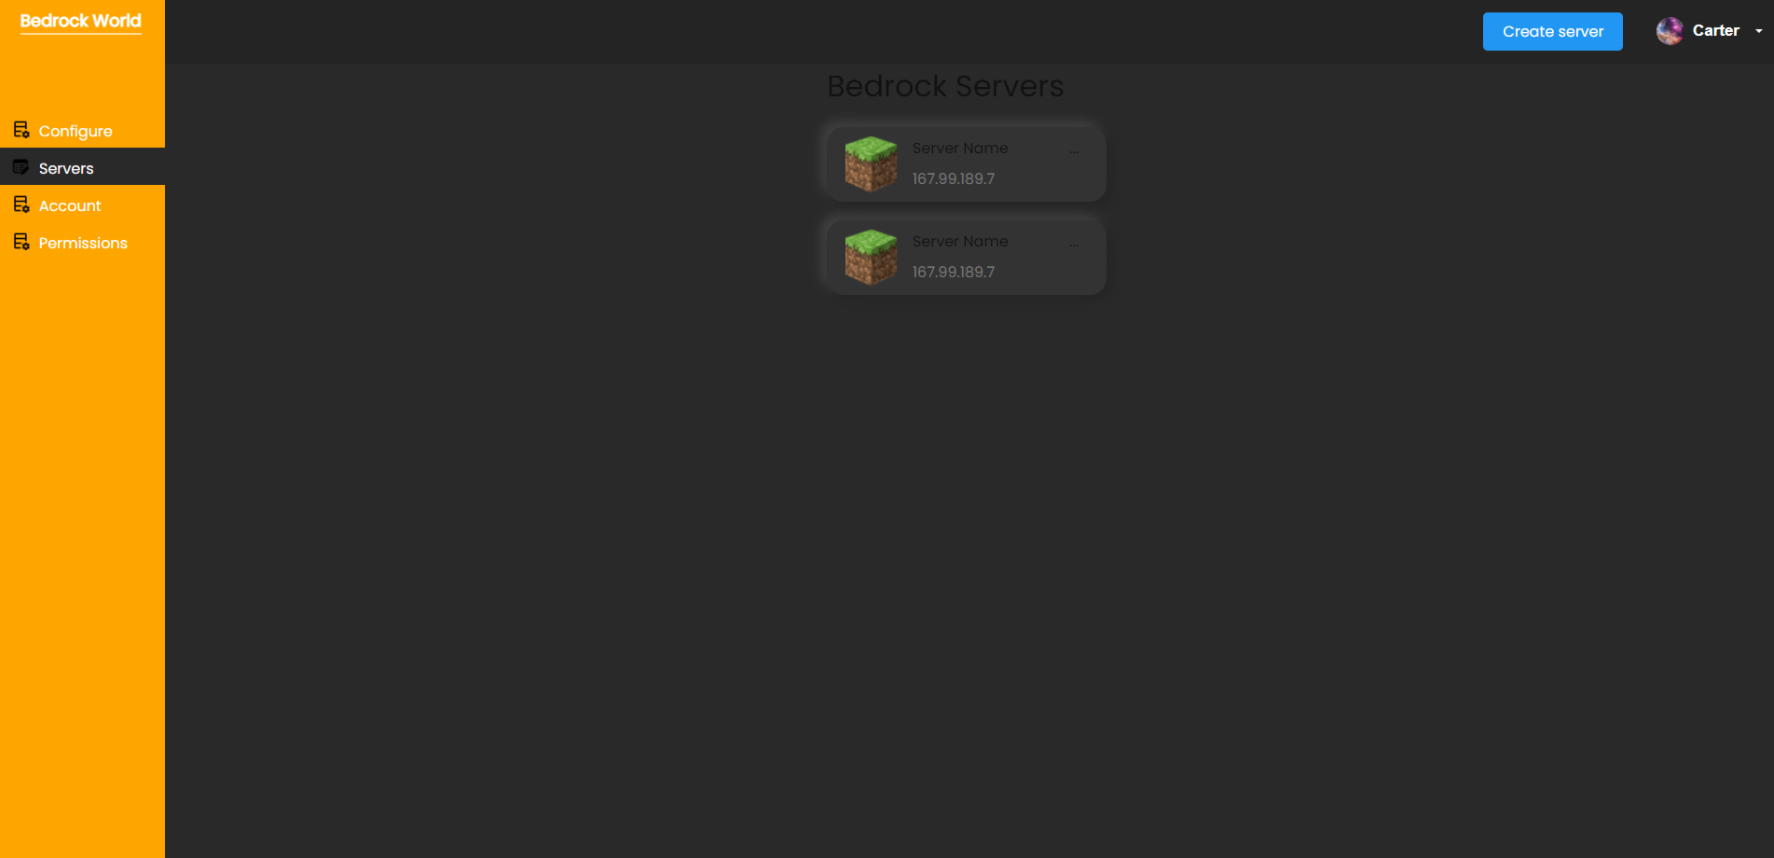 Bedrock World
Create server
Carter
Configure
Servers
Account
Permissions
Bedrock Servers
Server Name ...
167.99.189.7
Server Name ...
167.99.189.7